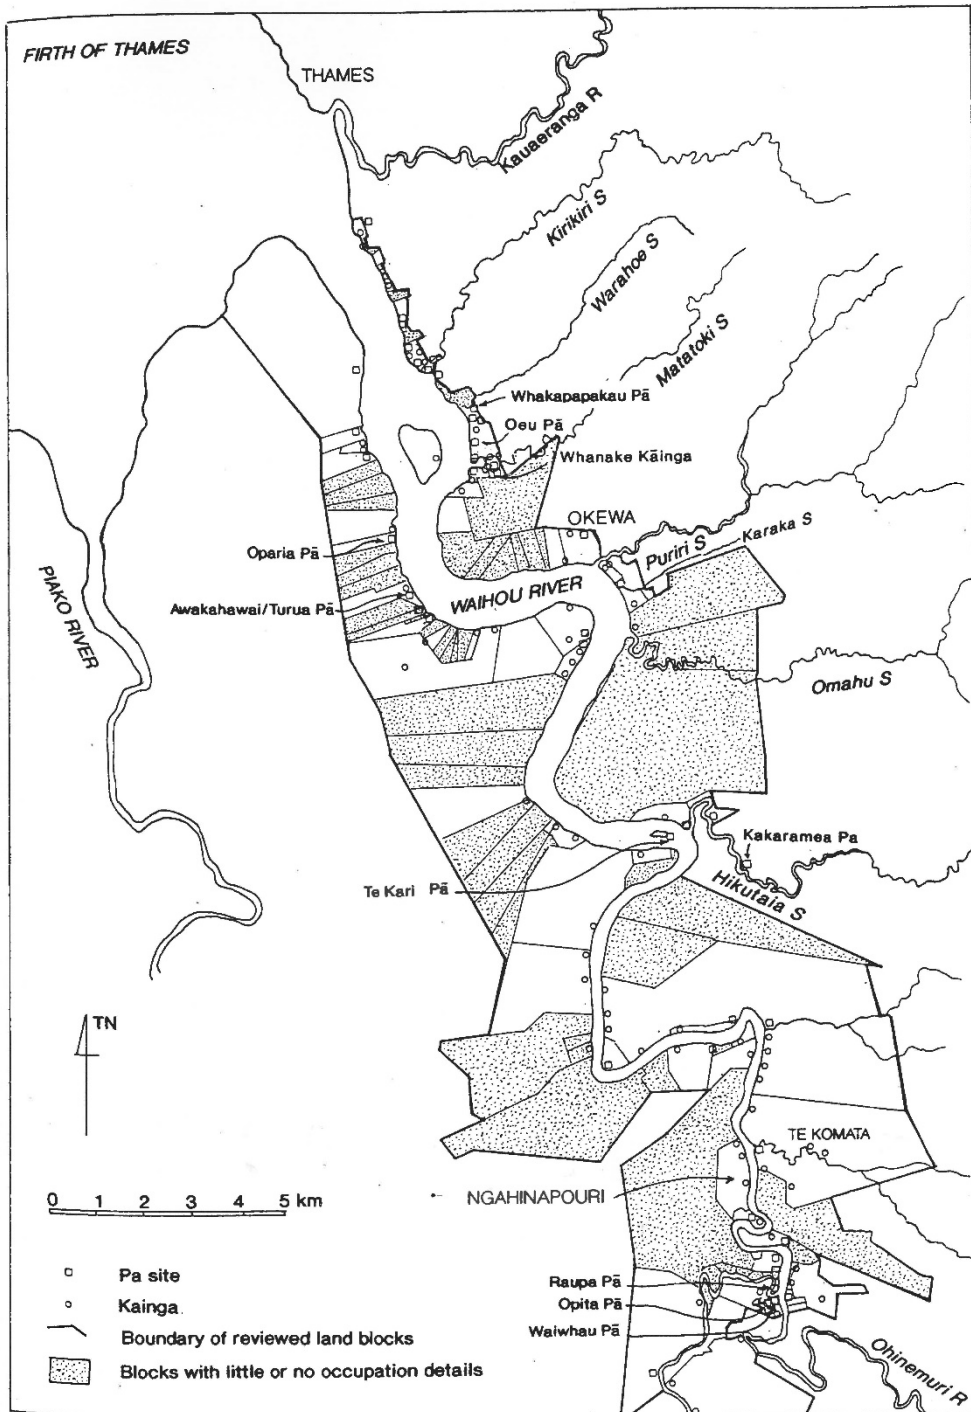 FIRTH OF THAMES
THAMES
Kauaeranga R
Kirikiri S
Warahoe S
Matatoki S
Whakapapakau Pā
Oeu Pā
Whanake Kāinga
OKEWA
Puriri S
Karaka S
Oparia Pā
WAIHOU RIVER
Awakahawai/Turua Pā
PIAKO RIVER
Omahu S
Kakaramea Pa
Te Kari Pā
Hikutaia S
TN
TE KOMATA
NGAHINAPOURI
0 1 2 3 4 5 km
Raupa Pā
Opita Pā
Waiwhau Pā
Ohinemuri R
Pa site
Kainga
Boundary of reviewed land blocks
Blocks with little or no occupation details